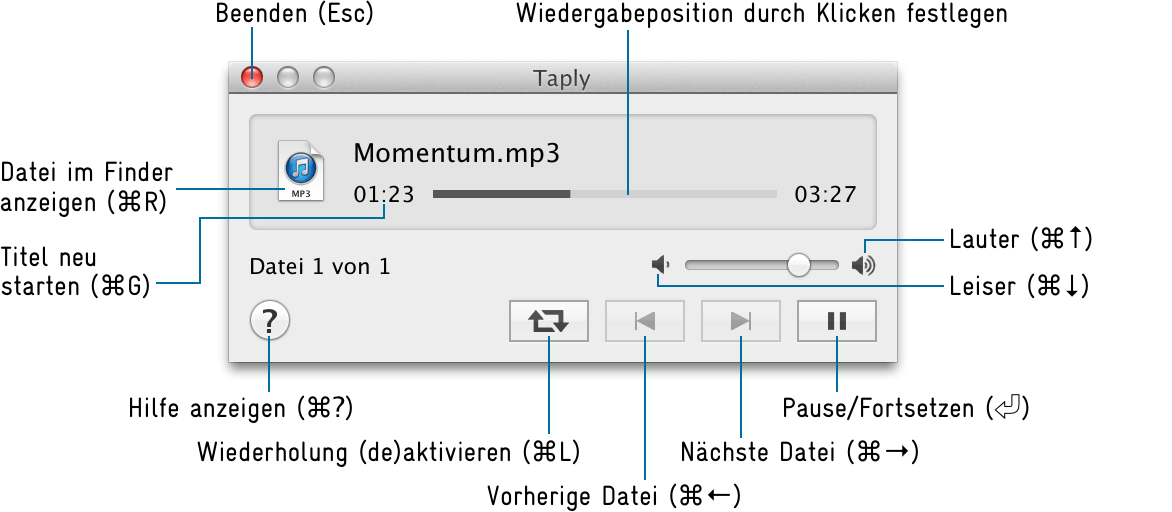 Beenden (Esc)
Wiedergabeposition durch Klicken festlegen
Taply
Momentum.mp3
MP3
01:23
03:27
Datei im Finder
anzeigen (⌘R)
Titel neu
starten (⌘G)
Datei 1 von 1
Lauter (⌘↑)
Leiser (⌘↓)
?
Hilfe anzeigen (⌘?)
Pause/Fortsetzen (⏎)
Wiederholung (de)aktivieren (⌘L)
Nächste Datei (⌘→)
Vorherige Datei (⌘←)